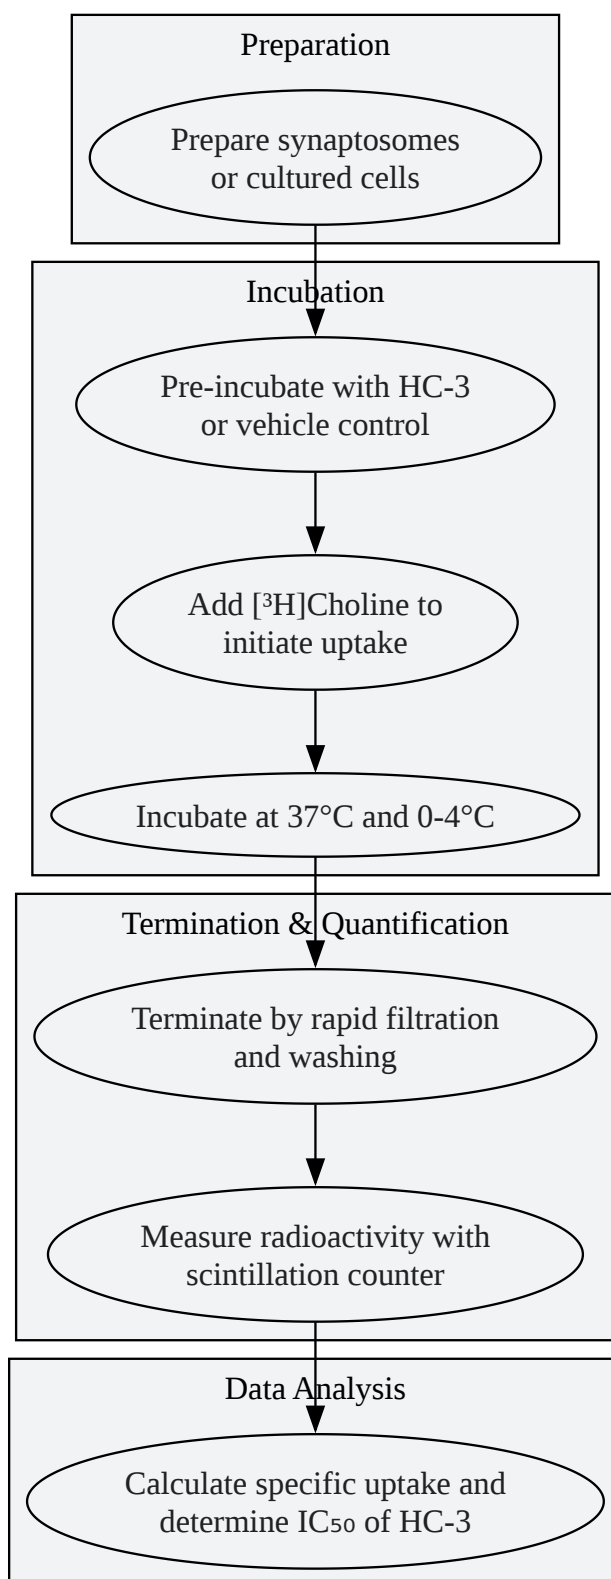 Preparation
Prepare synaptosomes
or cultured cells
Incubation
Pre-incubate with HC-3
or vehicle control
Add [³H]Choline to
initiate uptake
Incubate at 37°C and 0-4°C
Termination & Quantification
Terminate by rapid filtration
and washing
Measure radioactivity with
scintillation counter
Data Analysis
Calculate specific uptake and
determine IC₅₀ of HC-3